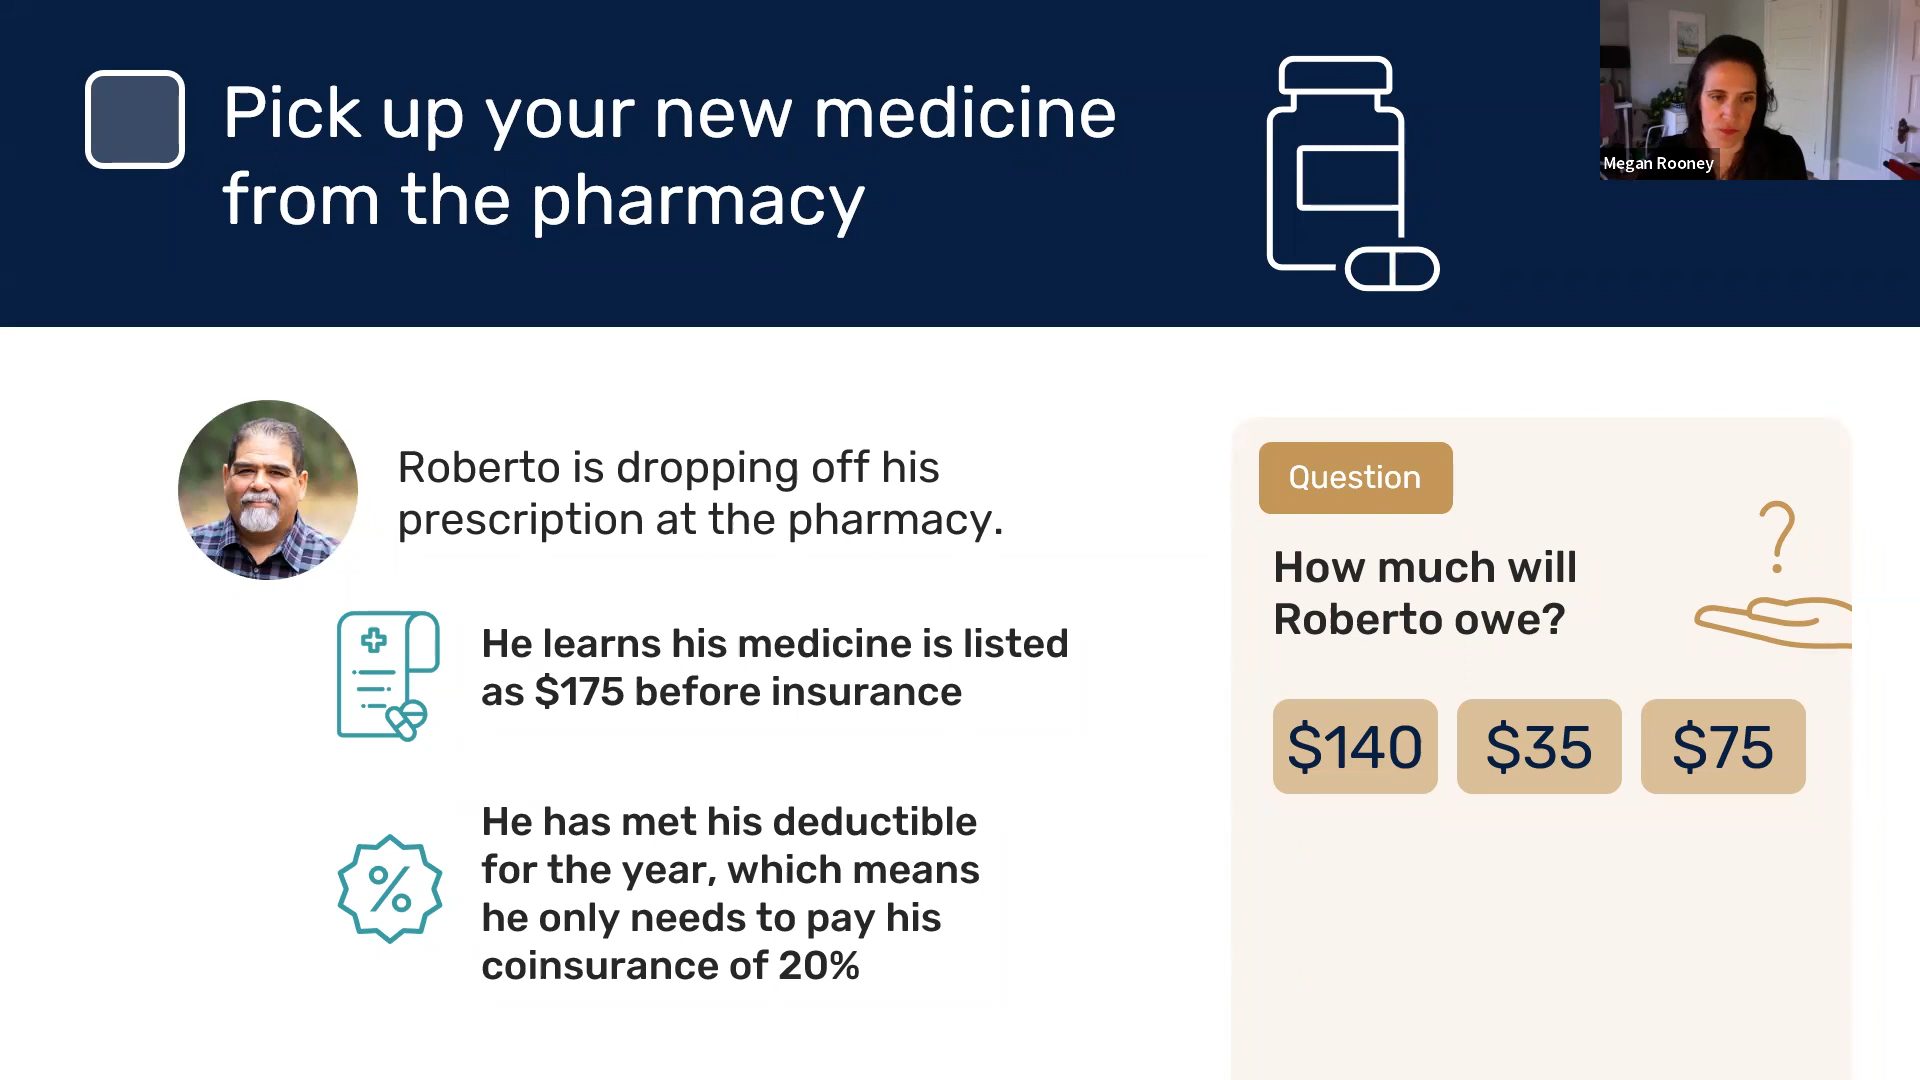 Pick up your new medicine
from the pharmacy
Megan Rooney
Roberto is dropping off his
prescription at the pharmacy.
He learns his medicine is listed
as $175 before insurance
%
He has met his deductible
for the year, which means
he only needs to pay his
coinsurance of 20%
Question
?
How much will
Roberto owe?
$140 $35 $75